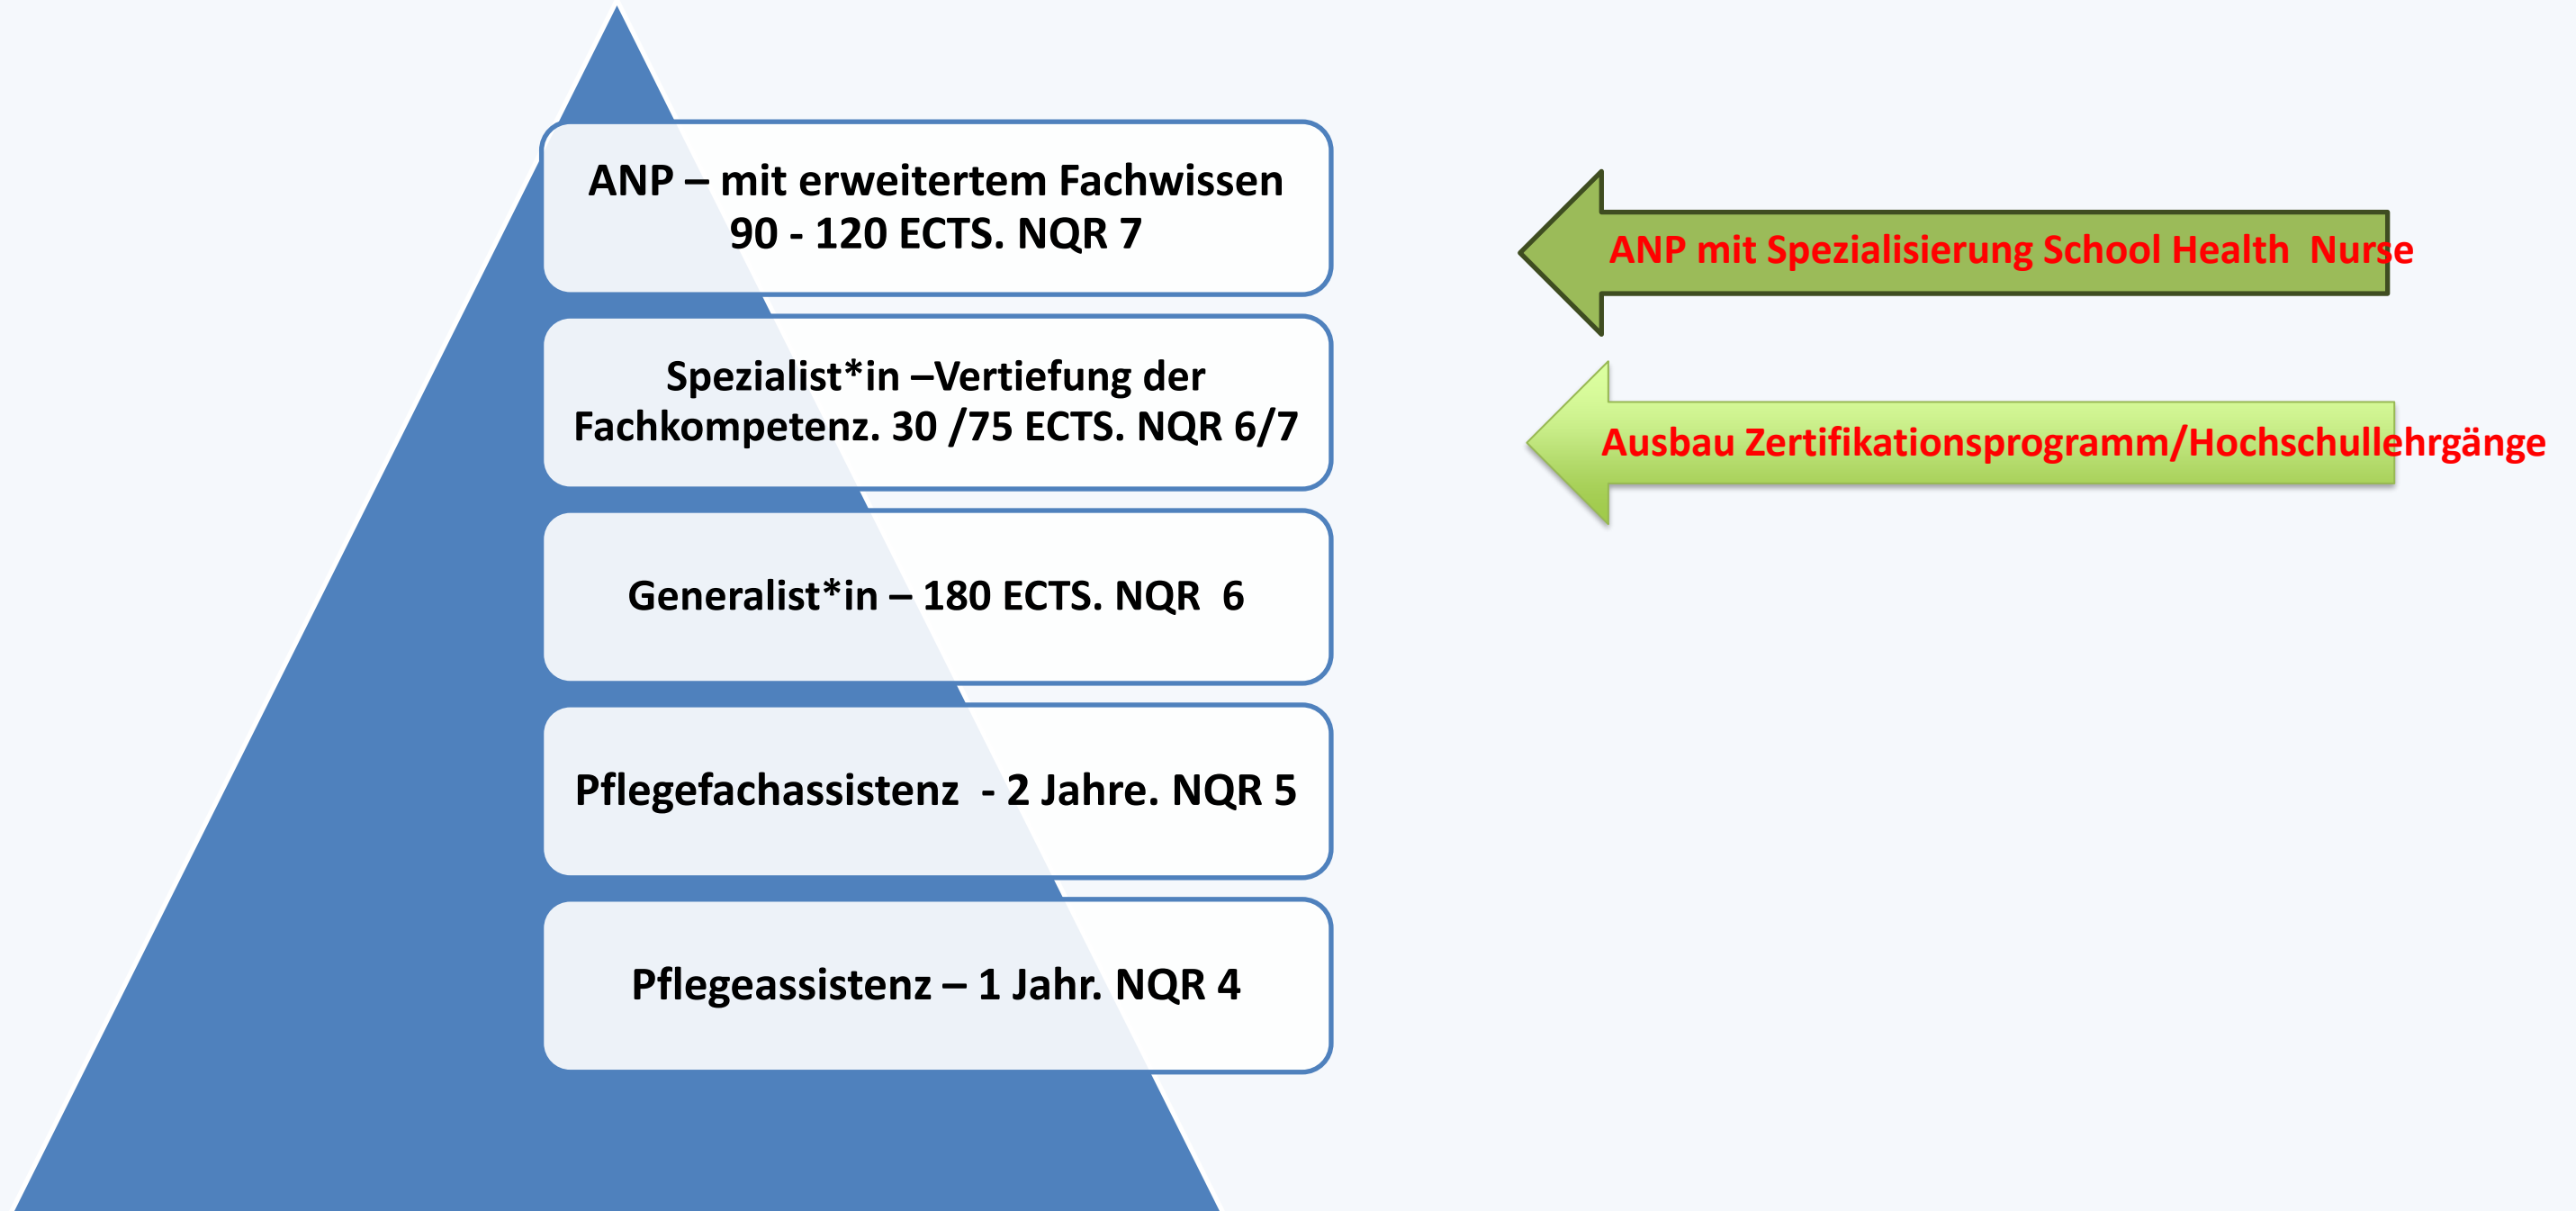 ANP – mit erweitertem Fachwissen
90 - 120 ECTS. NQR 7
ANP mit Spezialisierung School Health  Nurse
Spezialist*in –Vertiefung der
Fachkompetenz. 30 /75 ECTS. NQR 6/7
Ausbau Zertifikationsprogramm/Hochschullehrgänge
Generalist*in – 180 ECTS. NQR  6
Pflegefachassistenz  - 2 Jahre. NQR 5
Pflegeassistenz – 1 Jahr. NQR 4